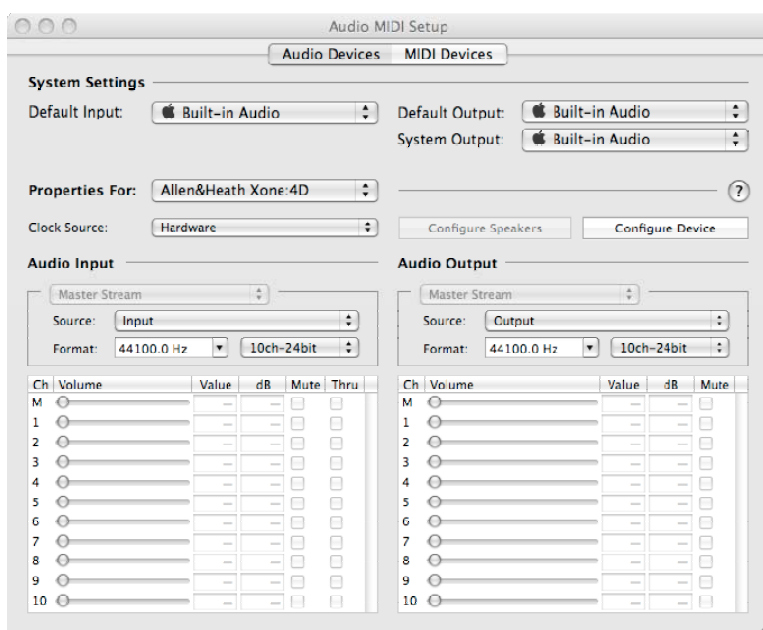 Audio MIDI Setup
Audio Devices MIDI Devices
System Settings
Default Input: Built-in Audio
Default Output: Built-in Audio
System Output: Built-in Audio
Properties For: Allen&Heath Xone:4D
?
Clock Source: Hardware
Configure Speakers Configure Device
Audio Input
Master Stream
Source: Input
Format: 44100.0 Hz 10ch-24bit
Ch Volume Value dB Mute Thru
M
1
2
3
4
5
6
7
8
9
10
Audio Output
Master Stream
Source: Output
Format: 44100.0 Hz 10ch-24bit
Ch Volume Value dB Mute
M
1
2
3
4
5
6
7
8
9
10